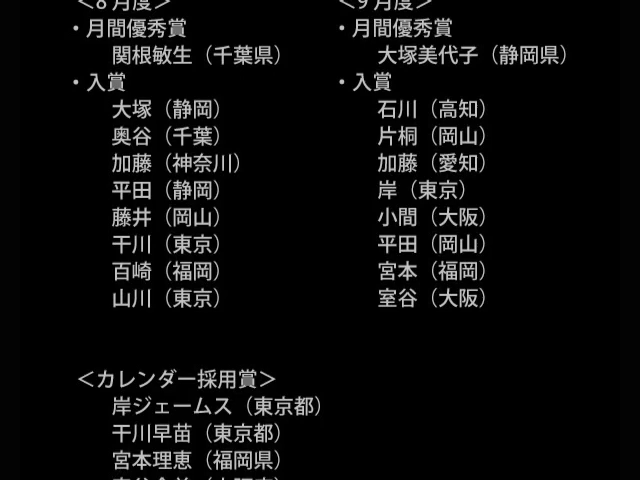 ＜8月度＞
・月間優秀賞
関根敏生（千葉県）
・入賞
大塚（静岡）
奥谷（千葉）
加藤（神奈川）
平田（静岡）
藤井（岡山）
干川（東京）
百崎（福岡）
山川（東京）
＜9月度＞
・月間優秀賞
大塚美代子（静岡県）
・入賞
石川（高知）
片桐（岡山）
加藤（愛知）
岸（東京）
小間（大阪）
平田（岡山）
宮本（福岡）
室谷（大阪）
＜カレンダー採用賞＞
岸ジェームス（東京都）
干川早苗（東京都）
宮本理恵（福岡県）